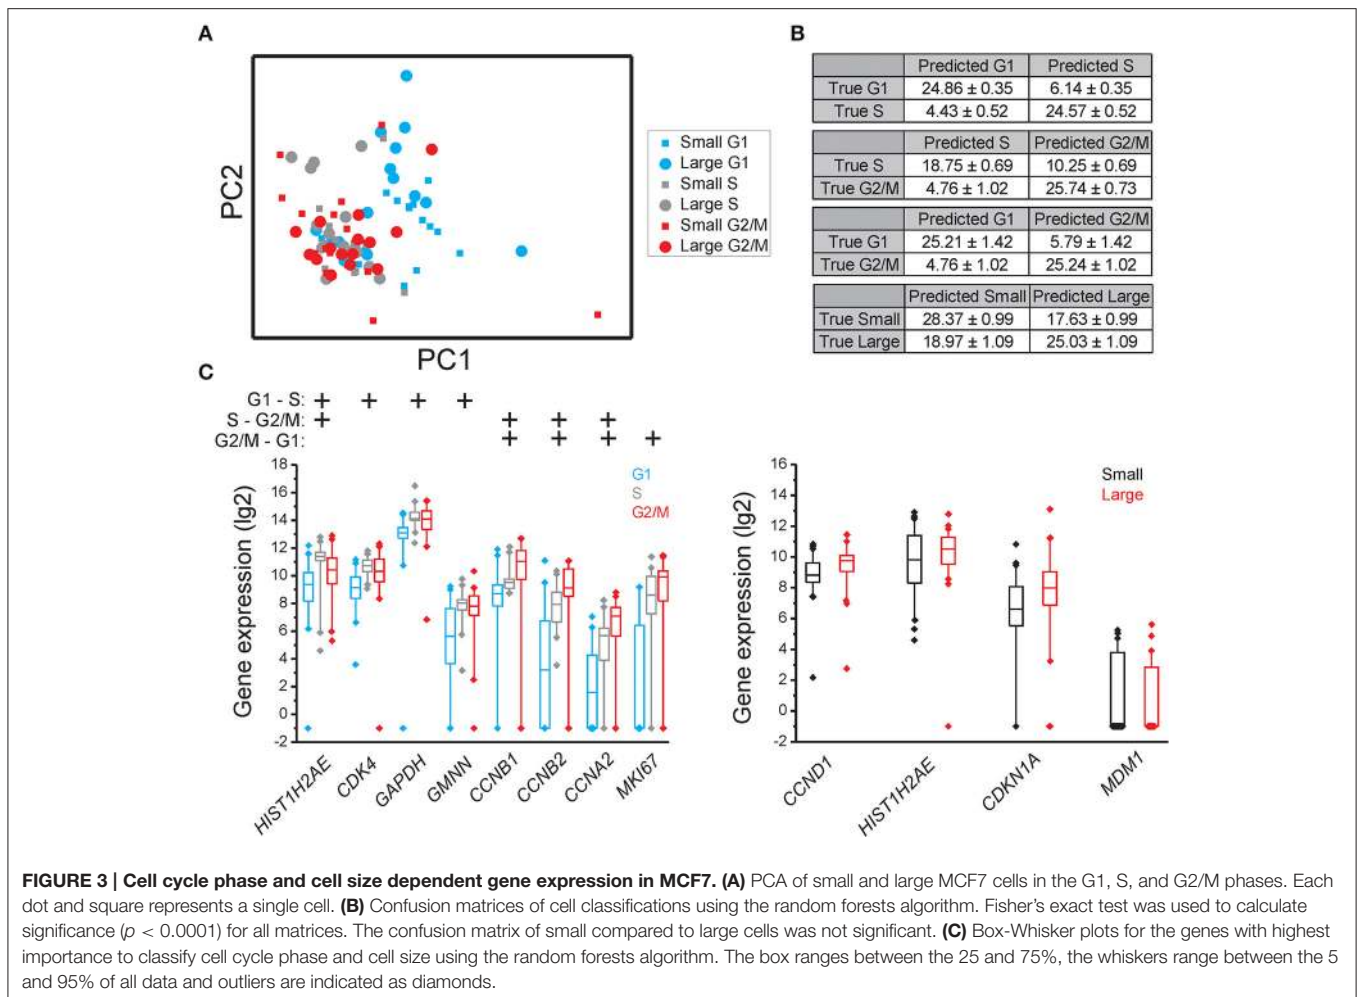 A
PC2
PC1
Small G1
Large G1
Small S
Large S
Small G2/M
Large G2/M
B
Predicted G1 Predicted S
True G1 24.86 ± 0.35 6.14 ± 0.35
True S 4.43 ± 0.52 24.57 ± 0.52
Predicted S Predicted G2/M
True S 18.75 ± 0.69 10.25 ± 0.69
True G2/M 4.76 ± 1.02 25.74 ± 0.73
Predicted G1 Predicted G2/M
True G1 25.21 ± 1.42 5.79 ± 1.42
True G2/M 4.76 ± 1.02 25.24 ± 1.02
Predicted Small Predicted Large
True Small 28.37 ± 0.99 17.63 ± 0.99
True Large 18.97 ± 1.09 25.03 ± 1.09
C
G1 - S: + + + +
S - G2/M: + + + +
G2/M - G1: + + + +
Gene expression (lg2)
18
16
14
12
10
8
6
4
2
0
-2
G1
S
G2/M
HIST1H2AE
CDK4
GAPDH
GMNN
CCNB1
CCNB2
CCNA2
MKI67
Gene expression (lg2)
16
14
12
10
8
6
4
2
0
-2
Small
Large
CCND1
HIST1H2AE
CDKN1A
MDM1
FIGURE 3 | Cell cycle phase and cell size dependent gene expression in MCF7. (A) PCA of small and large MCF7 cells in the G1, S, and G2/M phases. Each
dot and square represents a single cell. (B) Confusion matrices of cell classifications using the random forests algorithm. Fisher's exact test was used to calculate
significance (p < 0.0001) for all matrices. The confusion matrix of small compared to large cells was not significant. (C) Box-Whisker plots for the genes with highest
importance to classify cell cycle phase and cell size using the random forests algorithm. The box ranges between the 25 and 75%, the whiskers range between the 5
and 95% of all data and outliers are indicated as diamonds.